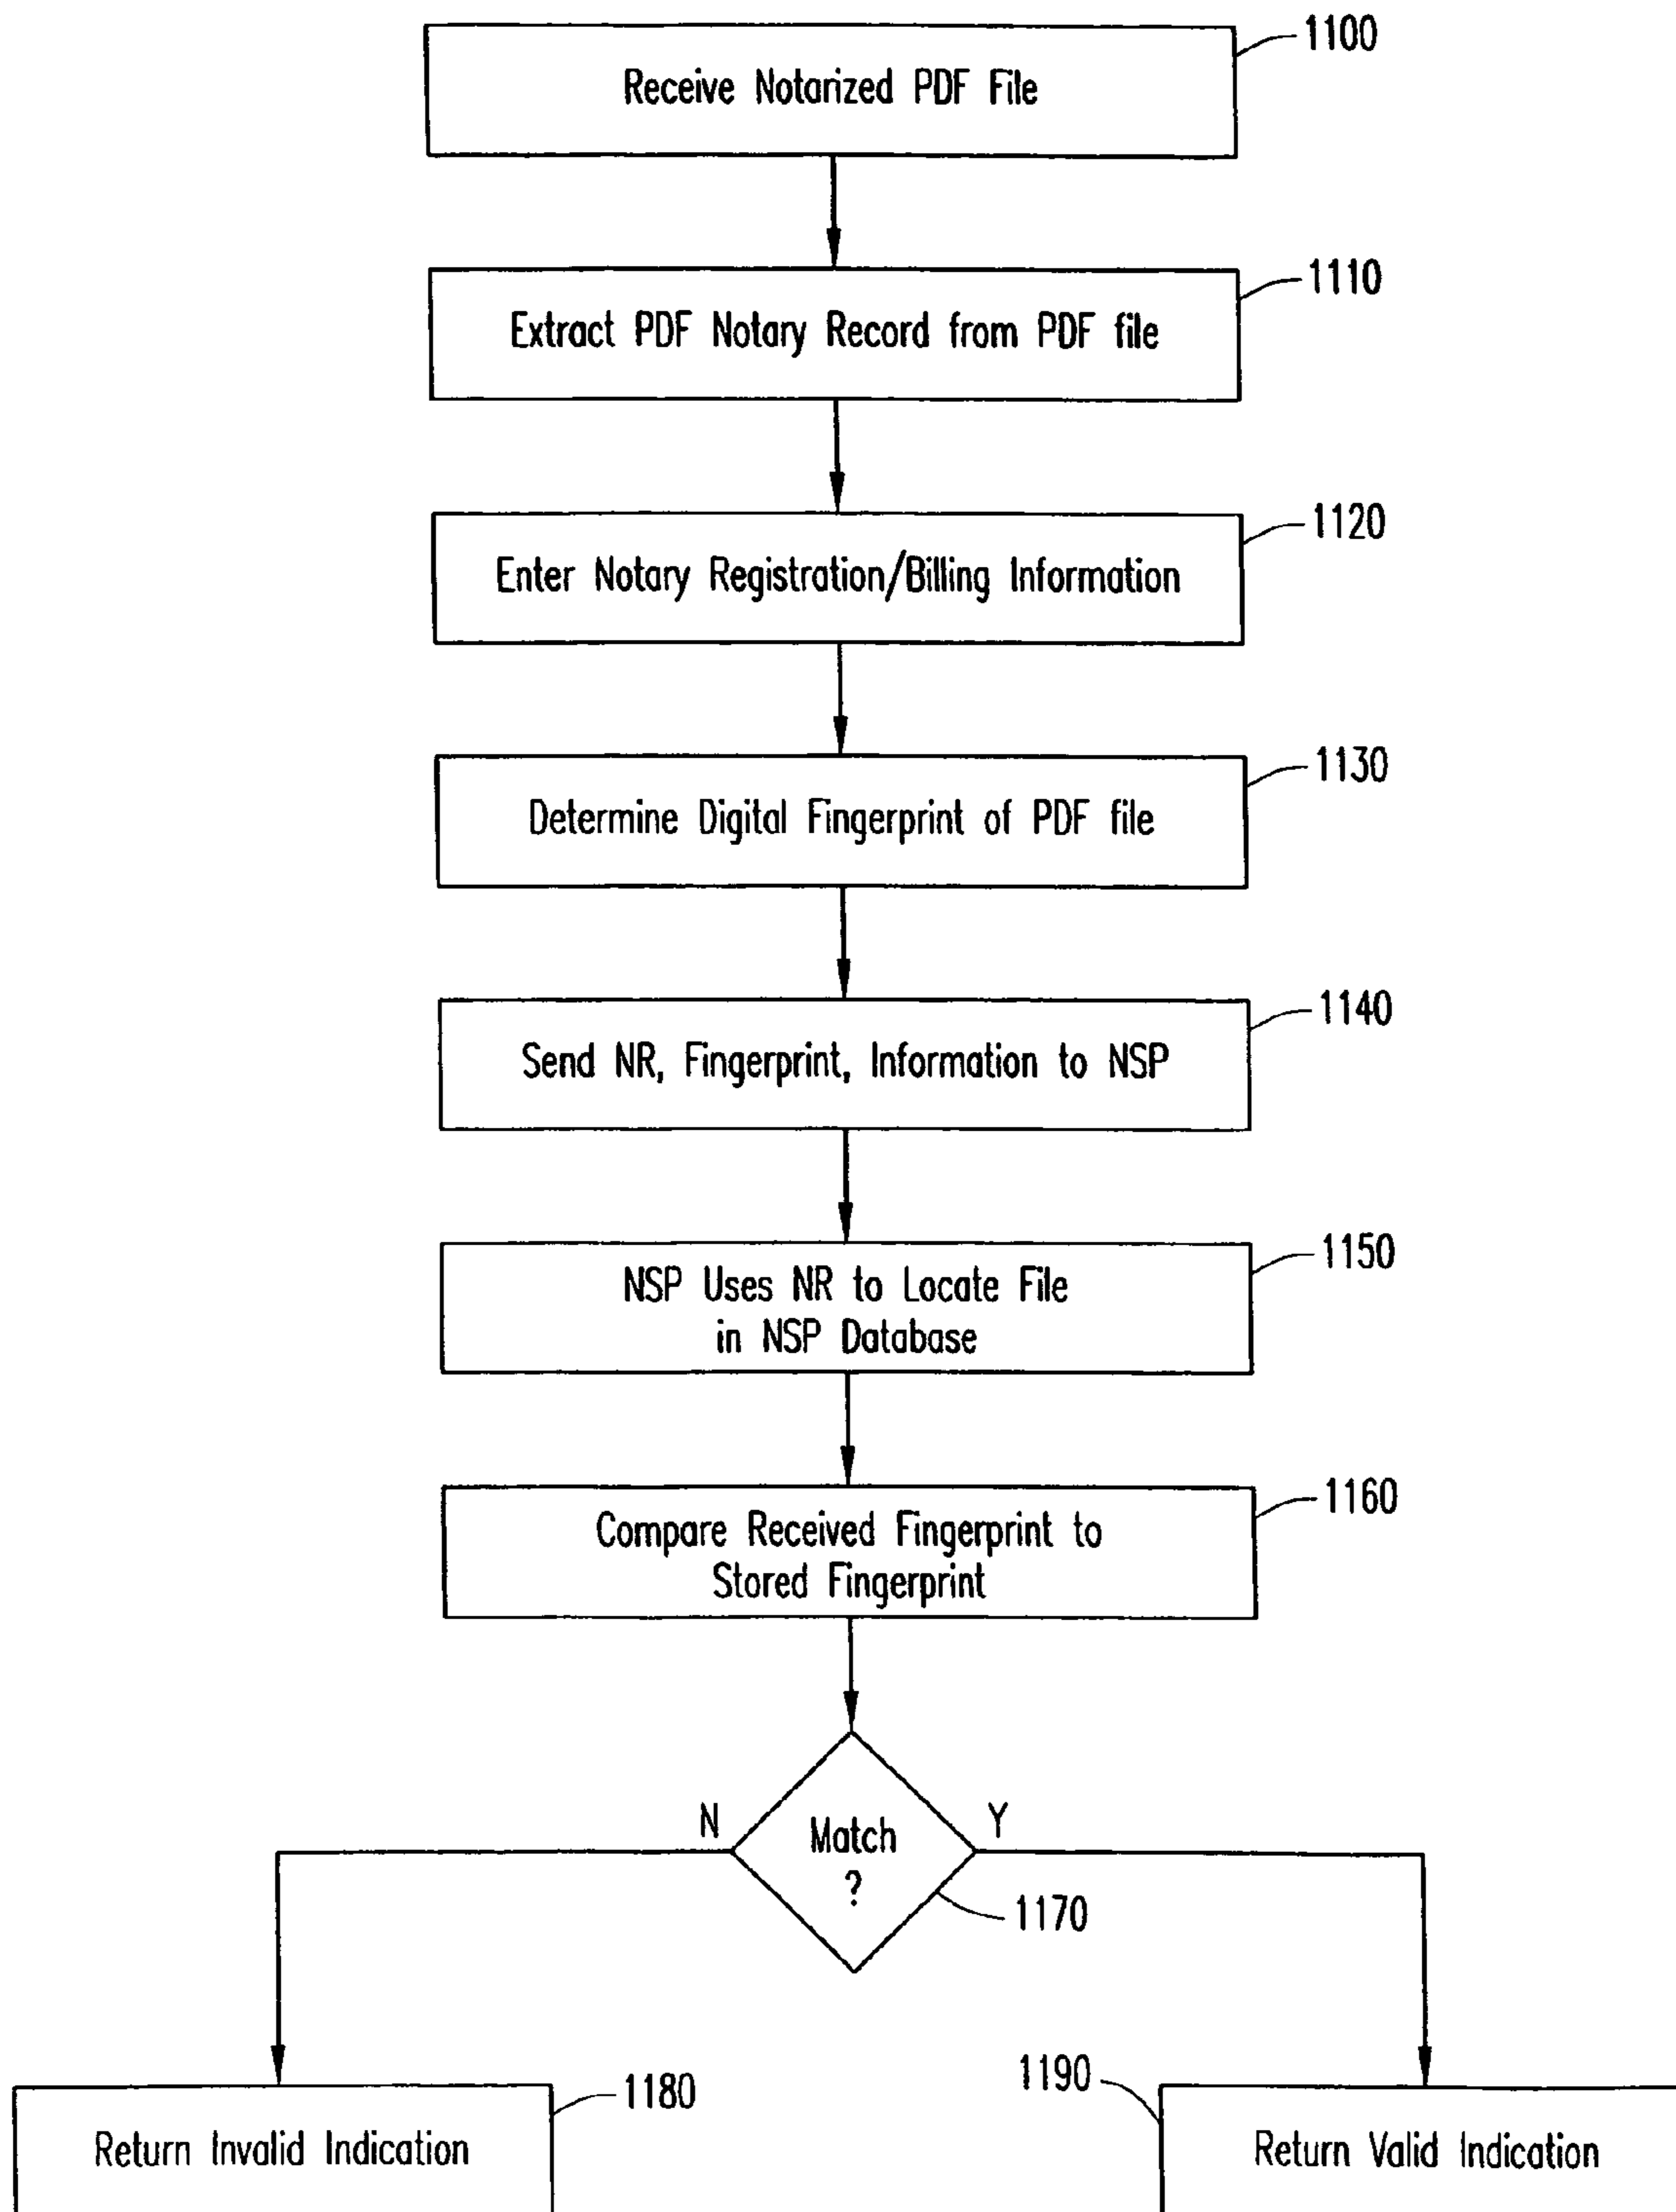 1100
Receive Notarized PDF File
1110
Extract PDF Notary Record from PDF file
1120
Enter Notary Registration/Billing Information
1130
Determine Digital Fingerprint of PDF file
1140
Send NR, Fingerprint, Information to NSP
1150
NSP Uses NR to Locate File
in NSP Database
1160
Compare Received Fingerprint to
Stored Fingerprint
N
Y
Match
?
1170
1180
1190
Return Invalid Indication
Return Valid Indication